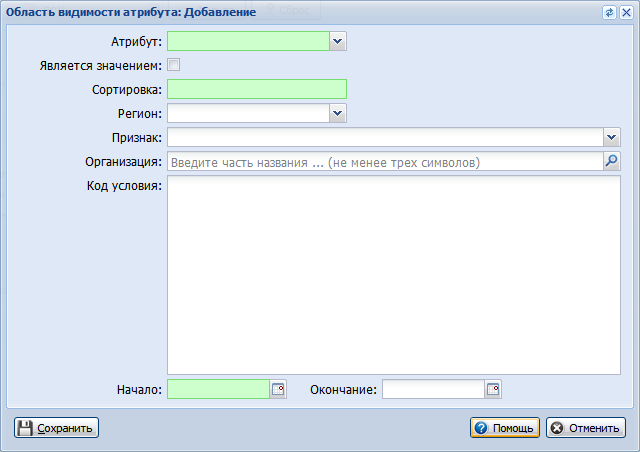 Область видимости атрибута: Добавление
Атрибут:
Является значением:
Сортировка:
Регион:
Признак:
Организация: Введите часть названия ... (не менее трех символов)
Код условия:
Начало: Окончание:
Сохранить Помощь Отменить